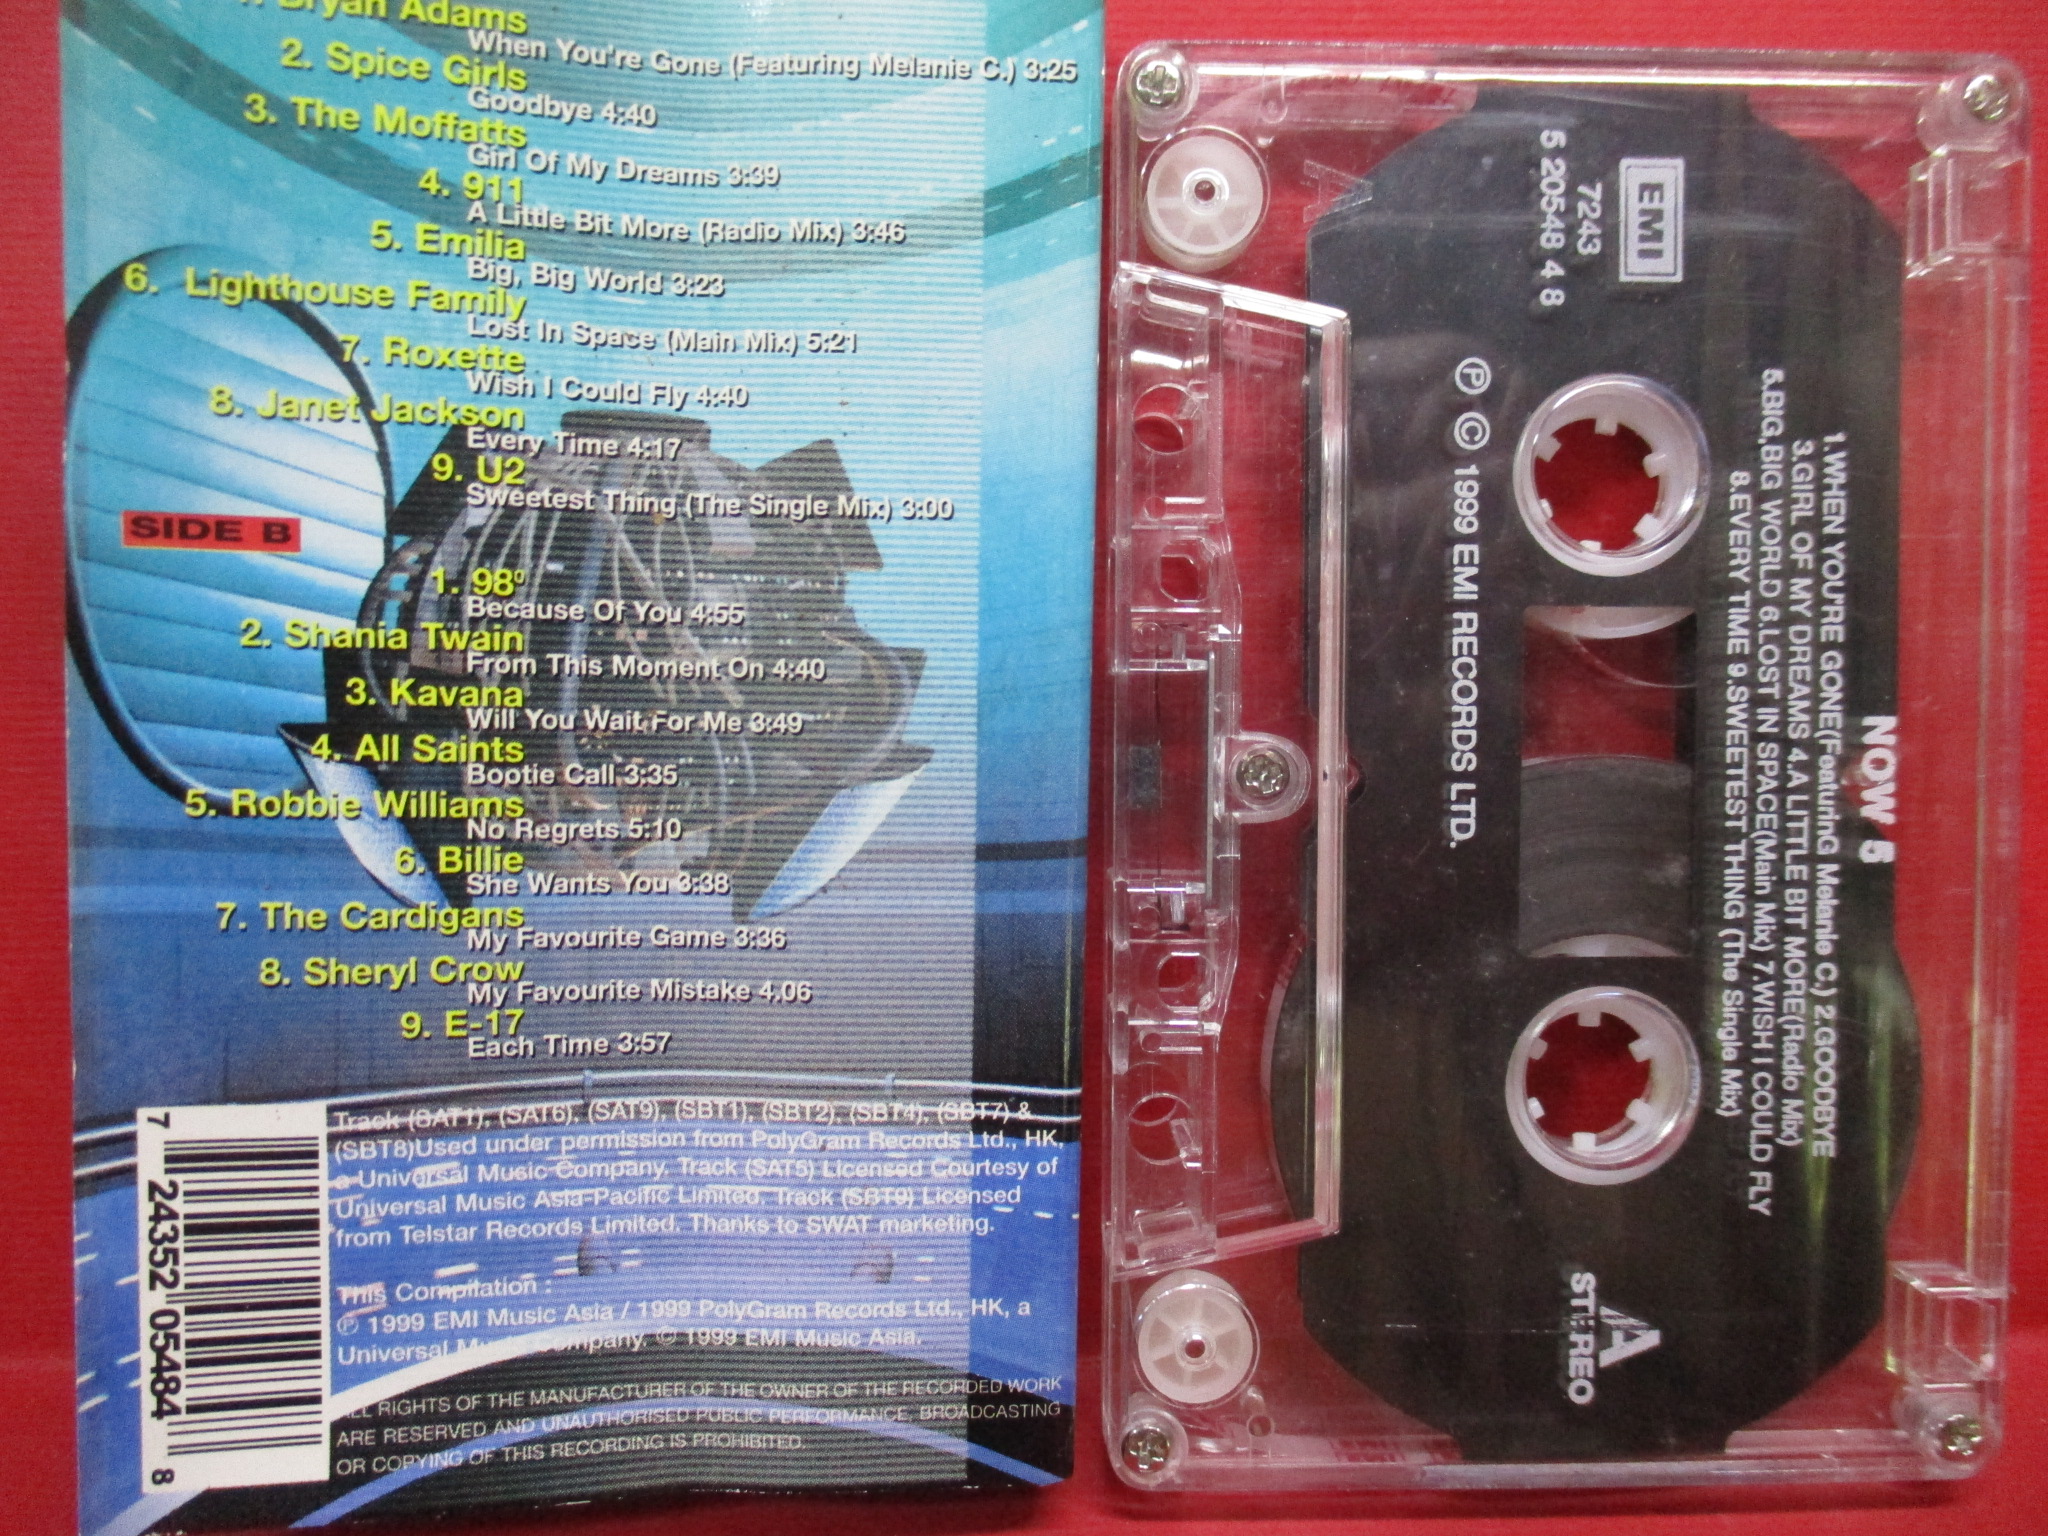 Bryan Adams
When You're Gone (Featuring Melanie C.) 3:25
2. Spice Girls
Goodbye 4:40
3. The Moffatts
Girl Of My Dreams 3:39
4. 911
A Little Bit More (Radio Mix) 3:46
5. Emilia
Big, Big World 3:23
6. Lighthouse Family
Lost In Space (Main Mix) 5:21
7. Roxette
Wish I Could Fly 4:40
8. Janet Jackson
Every Time 4:17
9. U2
Sweetest Thing (The Single Mix) 3:00
SIDE B
1. 98º
Because Of You 4:55
2. Shania Twain
From This Moment On 4:40
3. Kavana
Will You Wait For Me 3:49
4. All Saints
Bootie Call 3:35
5. Robbie Williams
No Regrets 5:10
6. Billie
She Wants You 3:38
7. The Cardigans
My Favourite Game 3:36
8. Sheryl Crow
My Favourite Mistake 4.06
9. E-17
Each Time 3:57
Track (SAT1), (SAT6), (SAT9), (SBT1), (SBT2), (SBT4), (SBT7) &
(SBT8)Used under permission from PolyGram Records Ltd., HK,
a Universal Music Company. Track (SAT5) Licensed Courtesy of
Universal Music Asia-Pacific Limited. Track (SBT9) Licensed
from Telstar Records Limited. Thanks to SWAT marketing.
This Compilation :
℗ 1999 EMI Music Asia / 1999 PolyGram Records Ltd., HK, a
Universal Music Company. © 1999 EMI Music Asia.
ALL RIGHTS OF THE MANUFACTURER OF THE OWNER OF THE RECORDED WORK
ARE RESERVED AND UNAUTHORISED PUBLIC PERFORMANCE, BROADCASTING
OR COPYING OF THIS RECORDING IS PROHIBITED.
7 24352 05484 8
NOW 5
1.WHEN YOU'RE GONE(Featuring Melanie C.) 2.GOODBYE
3.GIRL OF MY DREAMS 4.A LITTLE BIT MORE(Radio Mix)
5.BIG,BIG WORLD 6.LOST IN SPACE(Main Mix) 7.WISH I COULD FLY
8.EVERY TIME 9.SWEETEST THING (The Single Mix)
EMI
7243
5 20548 4 8
A
STEREO
℗ © 1999 EMI RECORDS LTD.